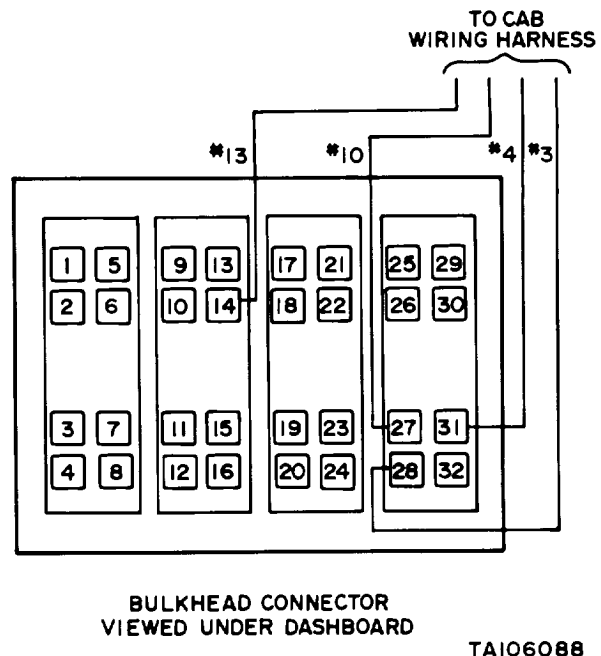 TO CAB
WIRING HARNESS
#13 #10 #4 #3
1 5 9 13 17 21 25 29
2 6 10 14 18 22 26 30
3 7 11 15 19 23 27 31
4 8 12 16 20 24 28 32
BULKHEAD CONNECTOR
VIEWED UNDER DASHBOARD
TA106088